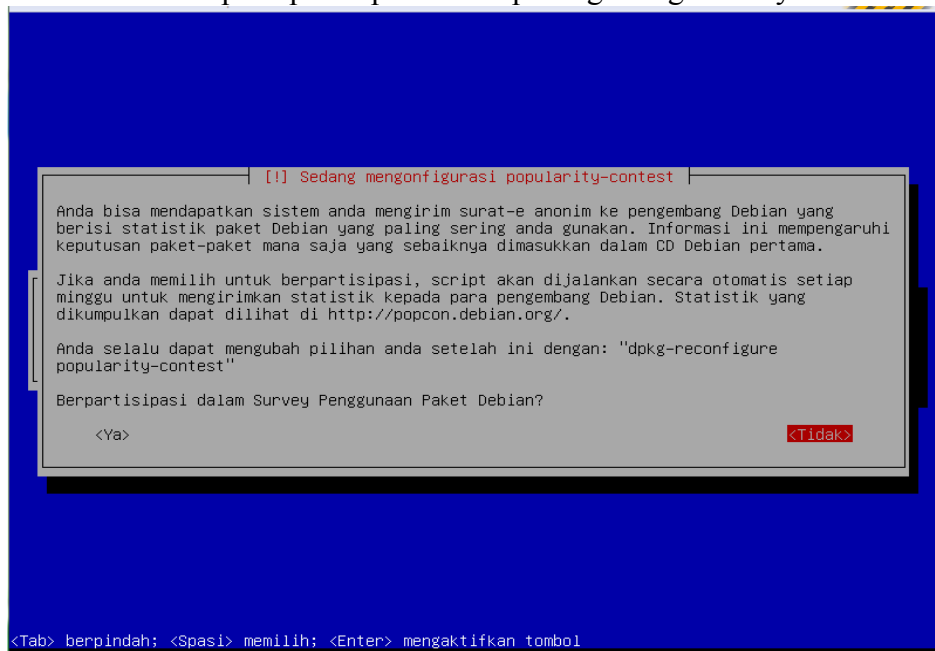 [!] Sedang mengonfigurasi popularity-contest
Anda bisa mendapatkan sistem anda mengirim surat-e anonim ke pengembang Debian yang
berisi statistik paket Debian yang paling sering anda gunakan. Informasi ini mempengaruhi
keputusan paket-paket mana saja yang sebaiknya dimasukkan dalam CD Debian pertama.
Jika anda memilih untuk berpartisipasi, script akan dijalankan secara otomatis setiap
minggu untuk mengirimkan statistik kepada para pengembang Debian. Statistik yang
dikumpulkan dapat dilihat di http://popcon.debian.org/.
Anda selalu dapat mengubah pilihan anda setelah ini dengan: "dpkg-reconfigure
popularity-contest"
Berpartisipasi dalam Survey Penggunaan Paket Debian?
<Ya> <Tidak>
<Tab> berpindah; <Spasi> memilih; <Enter> mengaktifkan tombol